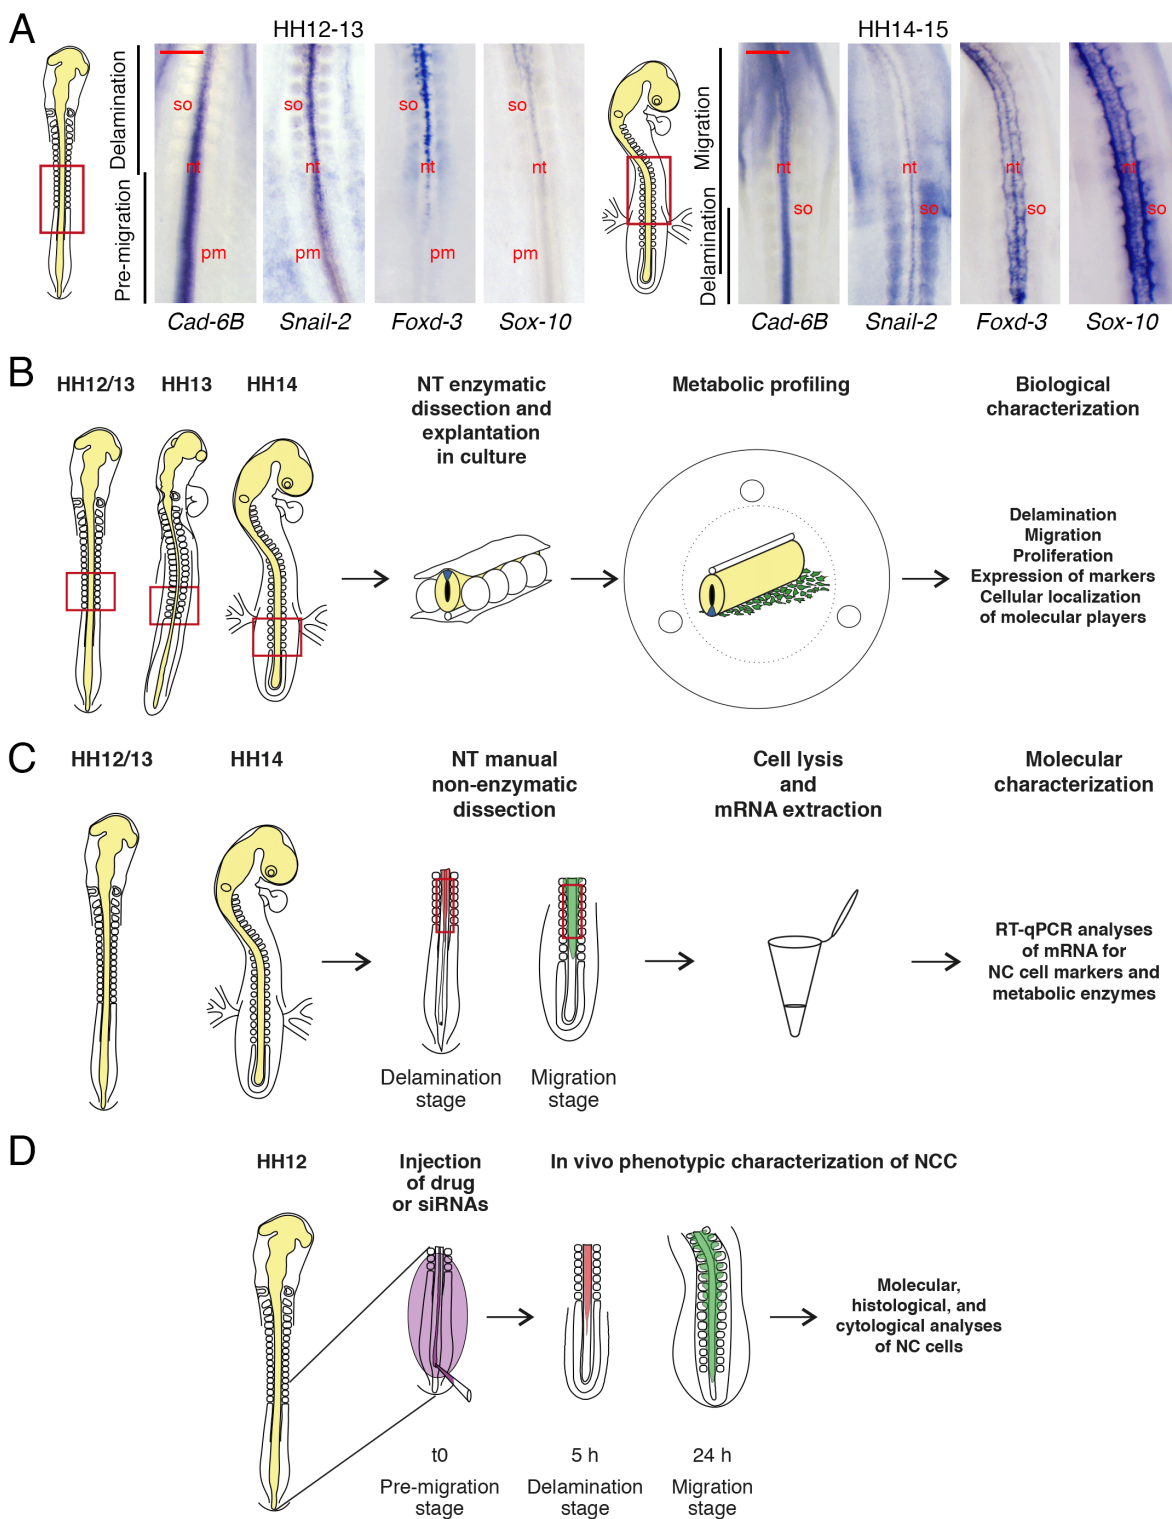 A
HH12-13
HH14-15
Delamination
Pre-migration
so
so
so
so
nt
nt
nt
nt
pm
pm
pm
pm
Cad-6B
Snail-2
Foxd-3
Sox-10
Migration
Delamination
nt
nt
nt
nt
so
so
so
so
Cad-6B
Snail-2
Foxd-3
Sox-10
B
HH12/13
HH13
HH14
NT enzymatic
dissection and
explantation
in culture
Metabolic profiling
Biological
characterization
Delamination
Migration
Proliferation
Expression of markers
Cellular localization
of molecular players
C
HH12/13
HH14
NT manual
non-enzymatic
dissection
Cell lysis
and
mRNA extraction
Molecular
characterization
Delamination
stage
Migration
stage
RT-qPCR analyses
of mRNA for
NC cell markers and
metabolic enzymes
D
HH12
Injection
of drug
or siRNAs
In vivo phenotypic characterization of NCC
Molecular,
histological, and
cytological analyses
of NC cells
t0
Pre-migration
stage
5 h
Delamination
stage
24 h
Migration
stage